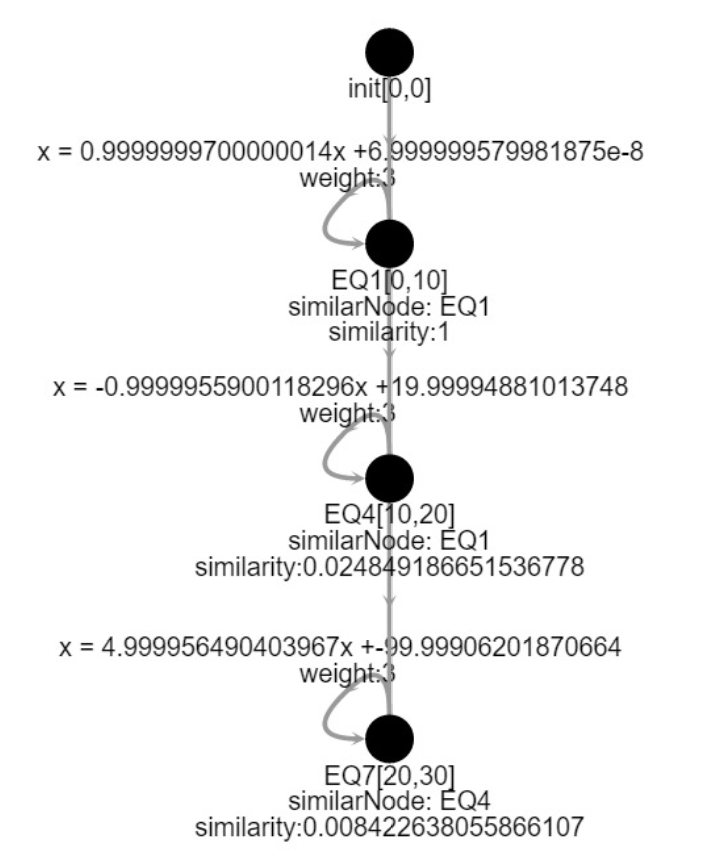 init[0,0]
x = 0.9999999700000014x +6.999999579981875e-8
weight:3
EQ1[0,10]
similarNode: EQ1
similarity:1
x = -0.9999955900118296x +19.99994881013748
weight:3
EQ4[10,20]
similarNode: EQ1
similarity:0.024849186651536778
x = 4.999956490403967x +-99.99906201870664
weight:3
EQ7[20,30]
similarNode: EQ4
similarity:0.008422638055866107